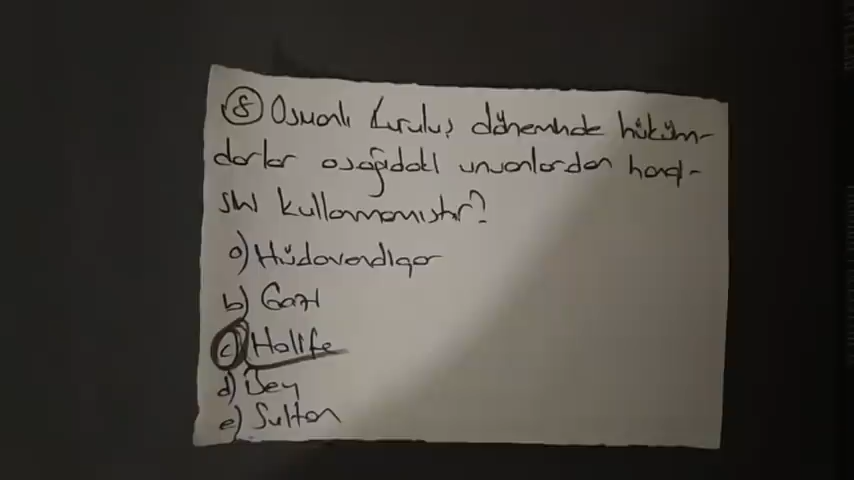 8 Osmanlı Kuruluş döneminde hüküm-
darlar aşağıdaki unvanlardan hangi-
sini kullanmamıştır?
a) Hüdavendigar
b) Gazi
c) Halife
d) Bey
e) Sultan